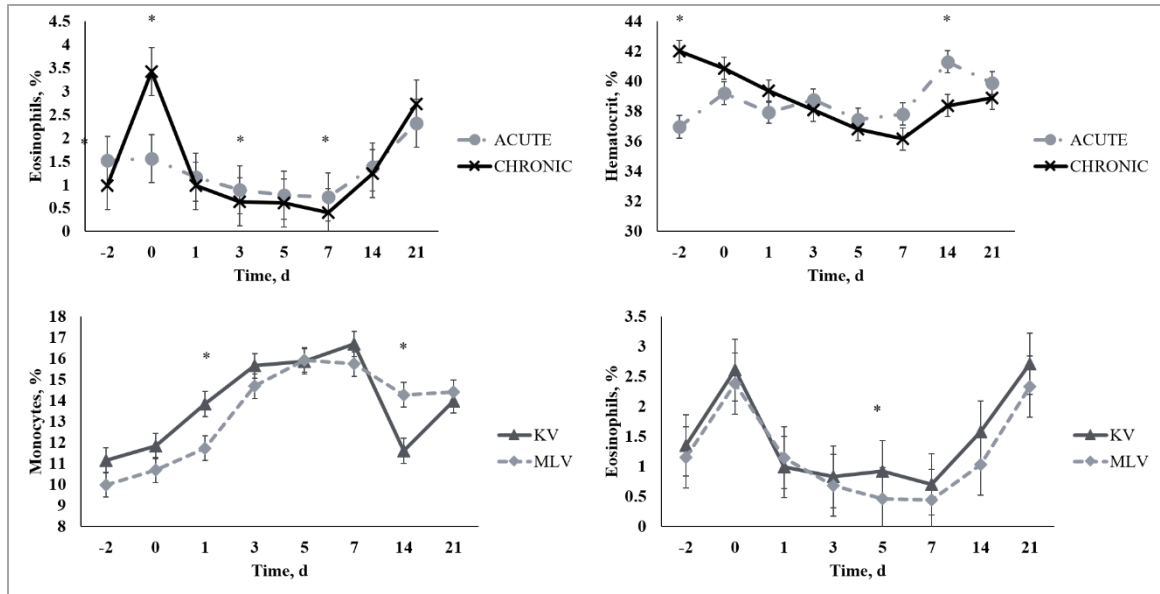 Eosinophils, %
4.5
4
3.5
3
2.5
2
1.5
1
0.5
0
*
*
*
*
-2 0 1 3 5 7 14 21
Time, d
ACUTE
CHRONIC
Hematocrit, %
44
42
40
38
36
34
32
30
*
*
-2 0 1 3 5 7 14 21
Time, d
ACUTE
CHRONIC
Monocytes, %
18
17
16
15
14
13
12
11
10
9
8
*
*
-2 0 1 3 5 7 14 21
Time, d
KV
MLV
Eosinophils, %
3.5
3
2.5
2
1.5
1
0.5
0
*
-2 0 1 3 5 7 14 21
Time, d
KV
MLV